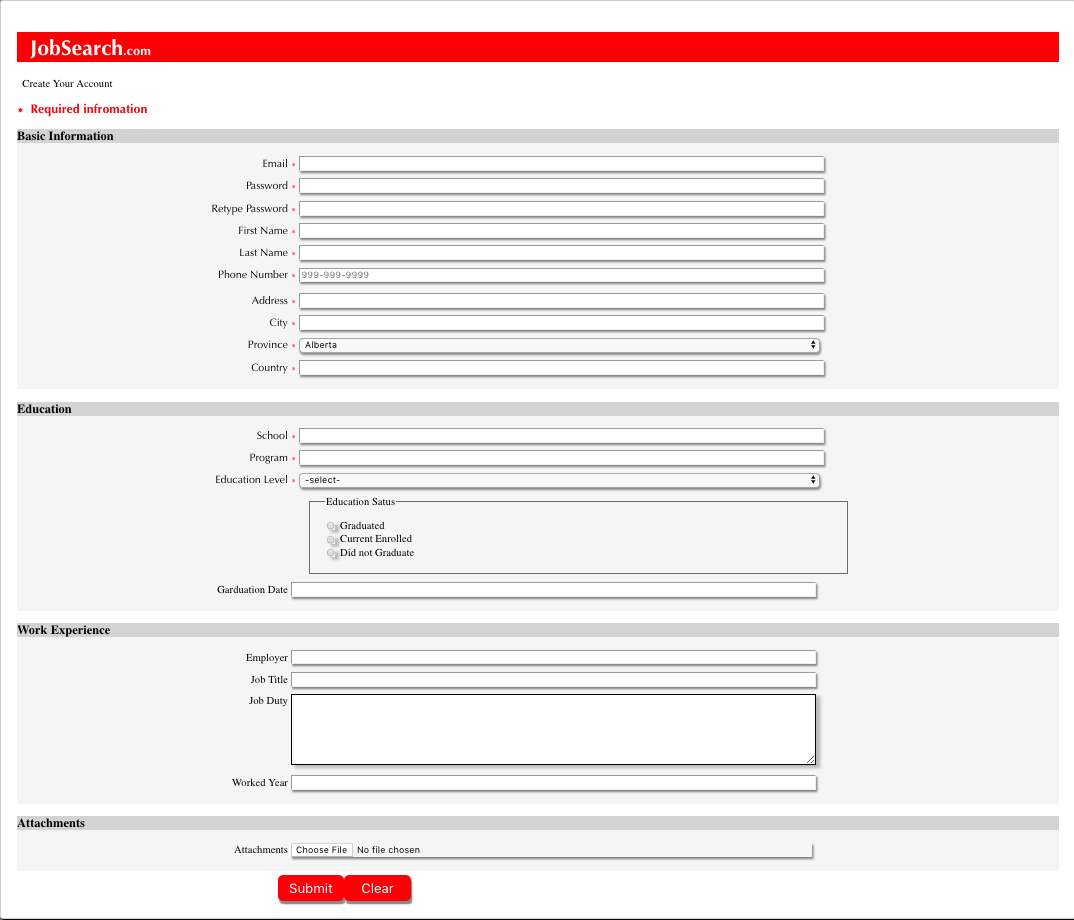 JobSearch.com
Create Your Account
* Required infromation
Basic Information
Email *
Password *
Retype Password *
First Name *
Last Name *
Phone Number * 999-999-9999
Address *
City *
Province * Alberta
Country *
Education
School *
Program *
Education Level * -select-
Education Satus
Graduated
Current Enrolled
Did not Graduate
Garduation Date
Work Experience
Employer
Job Title
Job Duty
Worked Year
Attachments
Attachments Choose File No file chosen
Submit Clear